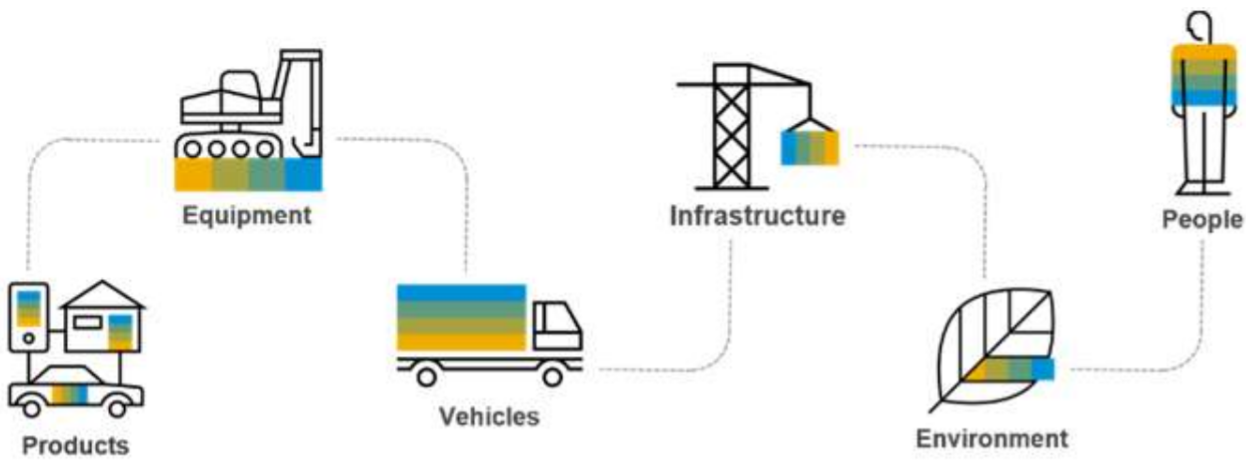 Products
Equipment
Vehicles
Infrastructure
Environment
People